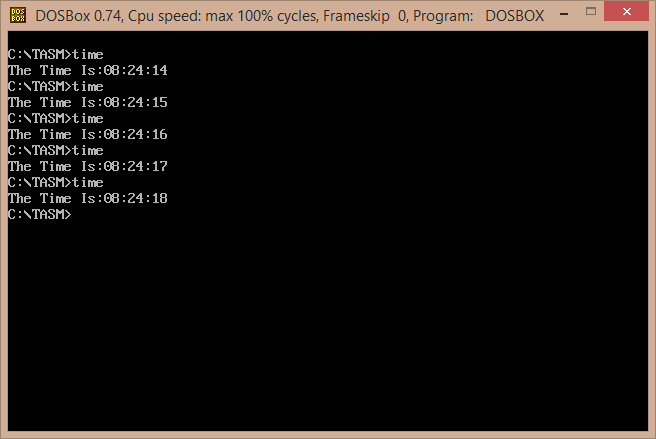 DOS
BOX
DOSBox 0.74, Cpu speed: max 100% cycles, Frameskip 0, Program: DOSBOX
C:\TASM>time
The Time Is:08:24:14
C:\TASM>time
The Time Is:08:24:15
C:\TASM>time
The Time Is:08:24:16
C:\TASM>time
The Time Is:08:24:17
C:\TASM>time
The Time Is:08:24:18
C:\TASM>